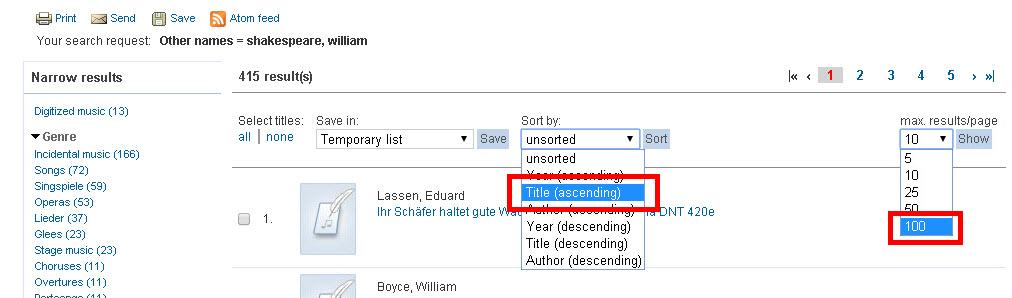 Print Send Save Atom feed
Your search request: Other names = shakespeare, william
Narrow results
Digitized music (13)
Genre
Incidental music (166)
Songs (72)
Singspiele (59)
Operas (53)
Lieder (37)
Glees (23)
Stage music (23)
Choruses (11)
Overtures (11)
Partsongs (11)
415 result(s)
|« ‹ 1 2 3 4 5 › »|
Select titles:
all | none
Save in:
Temporary list Save
Sort by:
unsorted Sort
unsorted
Year (ascending)
Title (ascending)
Author (ascending)
Year (descending)
Title (descending)
Author (descending)
max. results/page
10 Show
5
10
25
50
100
1.
Lassen, Eduard
Ihr Schäfer haltet gute DNT 420e
Boyce, William